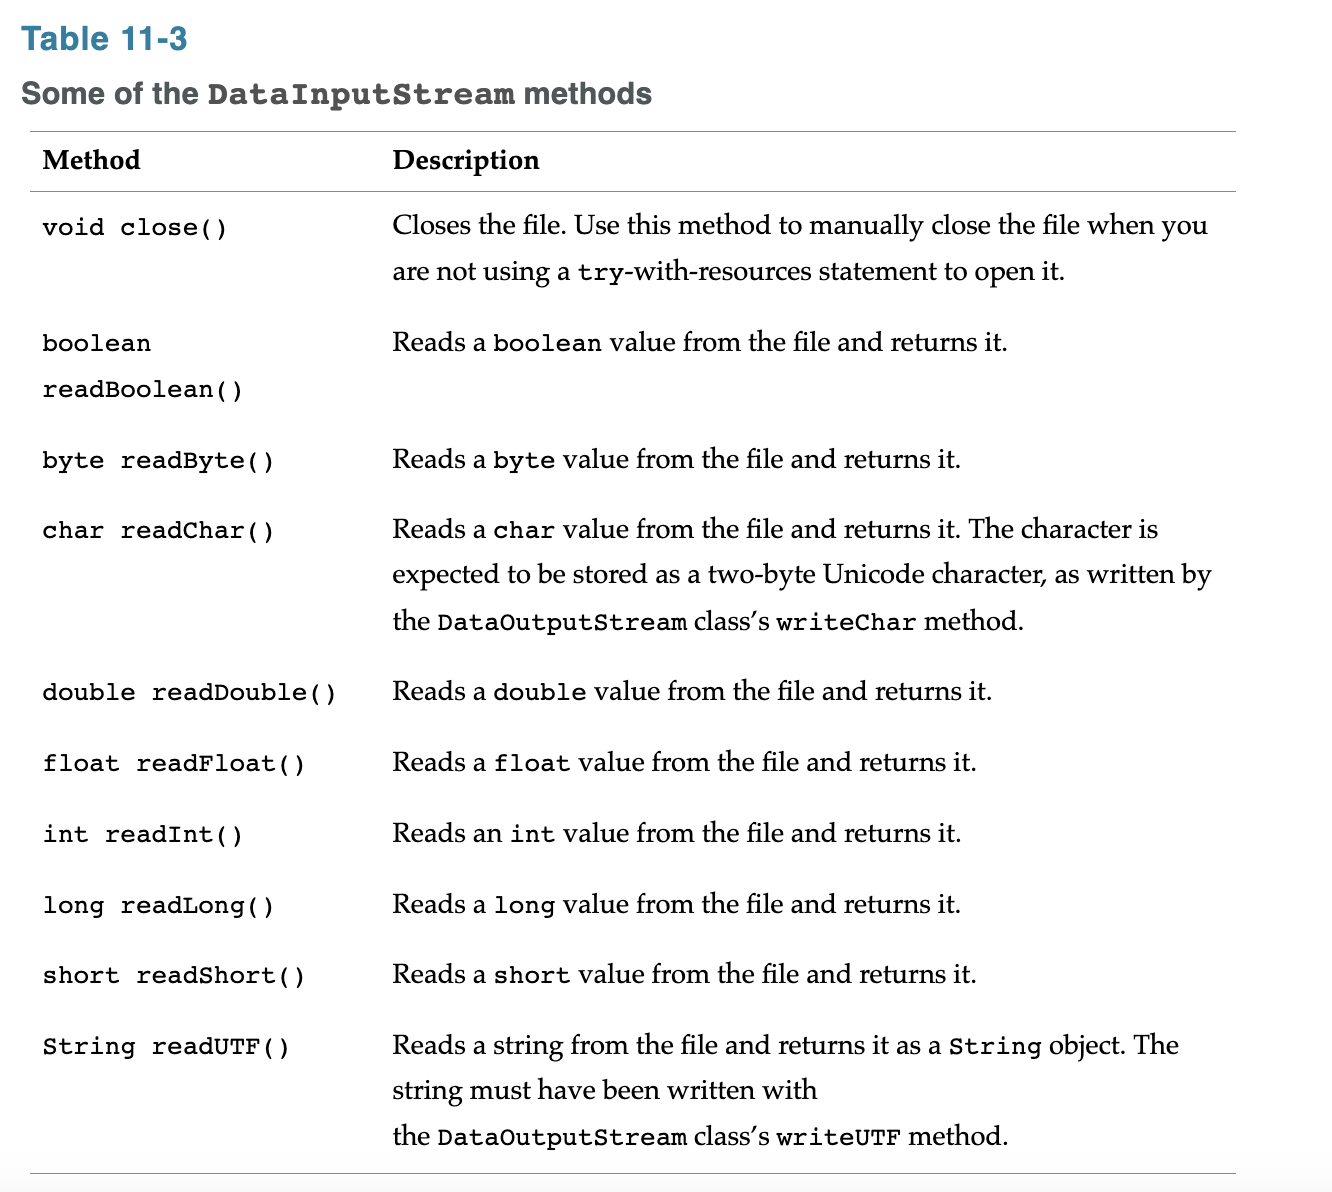 Table 11-3
Some of the DataInputStream methods
Method Description
void close() Closes the file. Use this method to manually close the file when you
are not using a try-with-resources statement to open it.
boolean Reads a boolean value from the file and returns it.
readBoolean()
byte readByte() Reads a byte value from the file and returns it.
char readChar() Reads a char value from the file and returns it. The character is
expected to be stored as a two-byte Unicode character, as written by
the DataOutputStream class’s writeChar method.
double readDouble() Reads a double value from the file and returns it.
float readFloat() Reads a float value from the file and returns it.
int readInt() Reads an int value from the file and returns it.
long readLong() Reads a long value from the file and returns it.
short readShort() Reads a short value from the file and returns it.
String readUTF() Reads a string from the file and returns it as a String object. The
string must have been written with
the DataOutputStream class’s writeUTF method.